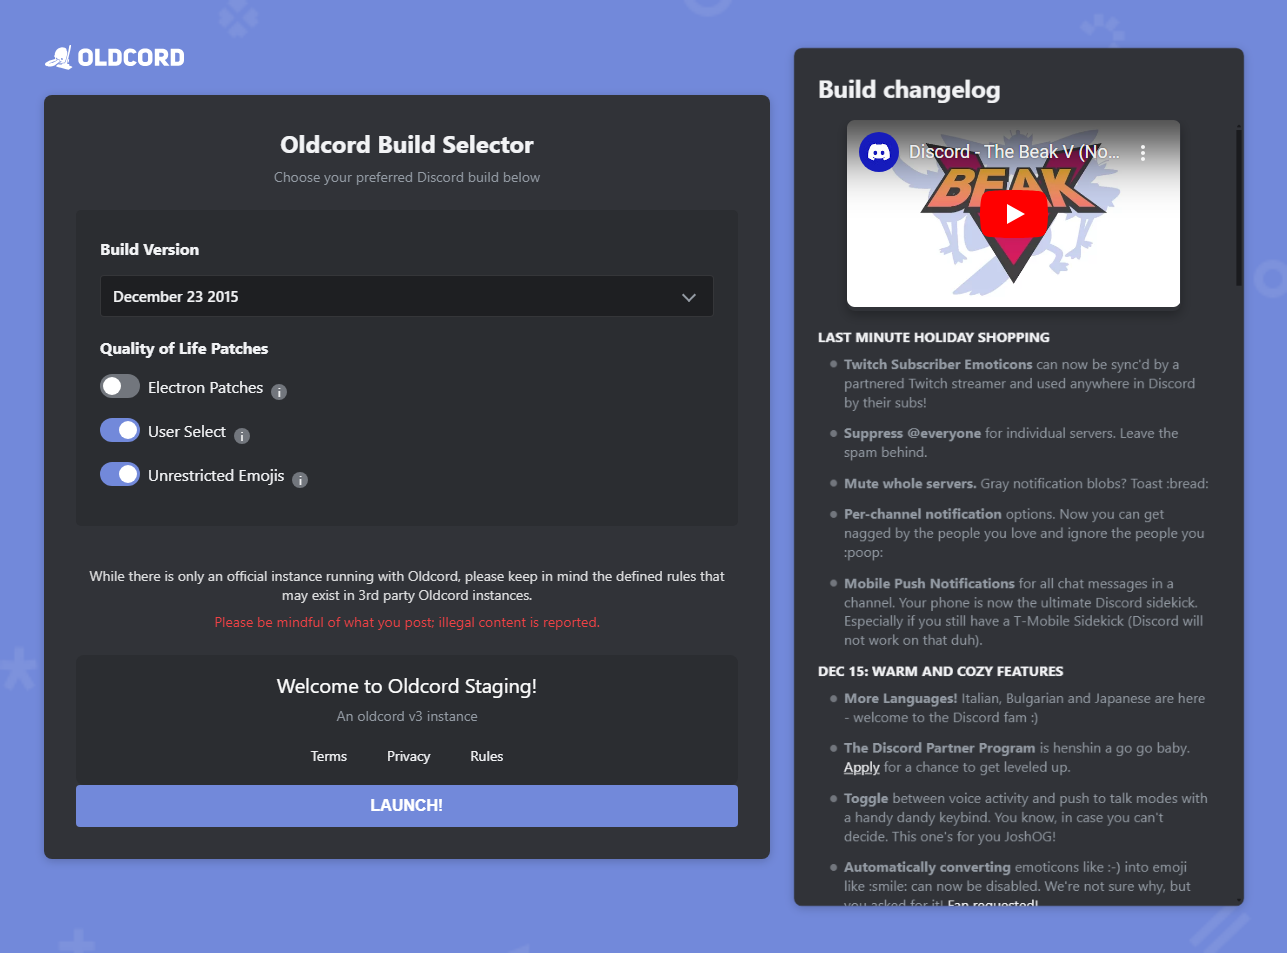 OLDCORD
Oldcord Build Selector
Choose your preferred Discord build below
Build Version
December 23 2015
Quality of Life Patches
Electron Patches i
User Select i
Unrestricted Emojis i
While there is only an official instance running with Oldcord, please keep in mind the defined rules that
may exist in 3rd party Oldcord instances.
Please be mindful of what you post; illegal content is reported.
Welcome to Oldcord Staging!
An oldcord v3 instance
Terms Privacy Rules
LAUNCH!
Build changelog
Discord - The Beak V (No...
BEAK
LAST MINUTE HOLIDAY SHOPPING
Twitch Subscriber Emoticons can now be sync'd by a
partnered Twitch streamer and used anywhere in Discord
by their subs!
Suppress @everyone for individual servers. Leave the
spam behind.
Mute whole servers. Gray notification blobs? Toast :bread:
Per-channel notification options. Now you can get
nagged by the people you love and ignore the people you
:poop:
Mobile Push Notifications for all chat messages in a
channel. Your phone is now the ultimate Discord sidekick.
Especially if you still have a T-Mobile Sidekick (Discord will
not work on that duh).
DEC 15: WARM AND COZY FEATURES
More Languages! Italian, Bulgarian and Japanese are here
- welcome to the Discord fam :)
The Discord Partner Program is henshin a go go baby.
Apply for a chance to get leveled up.
Toggle between voice activity and push to talk modes with
a handy dandy keybind. You know, in case you can't
decide. This one's for you JoshOG!
Automatically converting emoticons like :-) into emoji
like :smile: can now be disabled. We're not sure why, but
you asked for it! Fan requested!